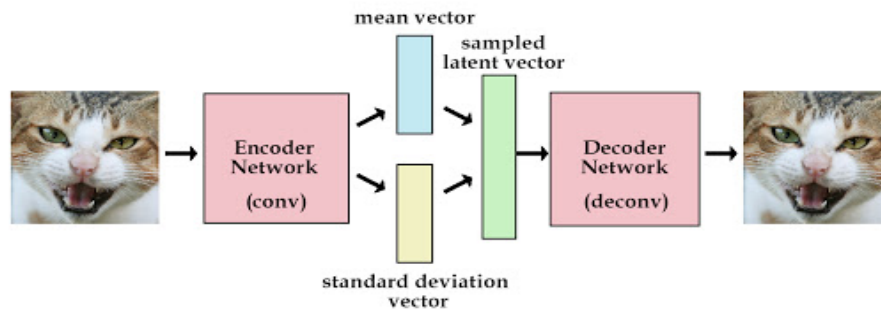 mean vector
sampled
latent vector
Encoder
Network
(conv)
Decoder
Network
(deconv)
standard deviation
vector